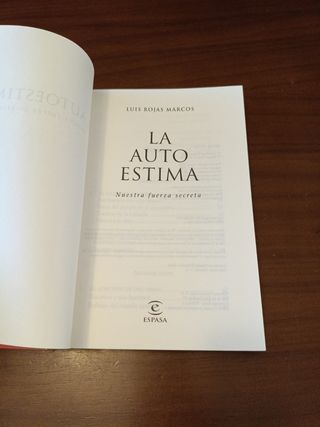 LUIS ROJAS MARCOS
LA
AUTO
ESTIMA
Nuestra fuerza secreta
e
ESPASA